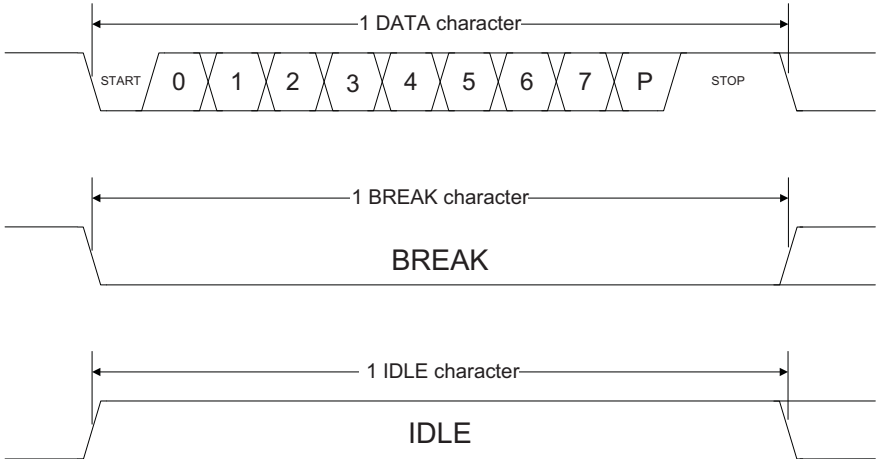 1 DATA character
START 0 1 2 3 4 5 6 7 P STOP
1 BREAK character
BREAK
1 IDLE character
IDLE